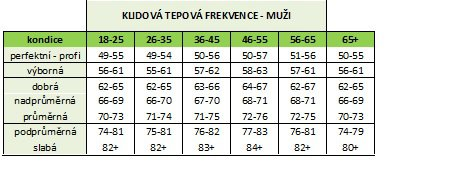 KLIDOVÁ TEPOVÁ FREKVENCE - MUŽI
kondice 18-25 26-35 36-45 46-55 56-65 65+
perfektní - profi 49-55 49-54 50-56 50-57 51-56 50-55
výborná 56-61 55-61 57-62 58-63 57-61 56-61
dobrá 62-65 62-65 63-66 64-67 62-67 62-65
nadprůměrná 66-69 66-70 67-70 68-71 68-71 66-69
průměrná 70-73 71-74 71-75 72-76 72-75 70-73
podprůměrná 74-81 75-81 76-82 77-83 76-81 74-79
slabá 82+ 82+ 83+ 84+ 82+ 80+